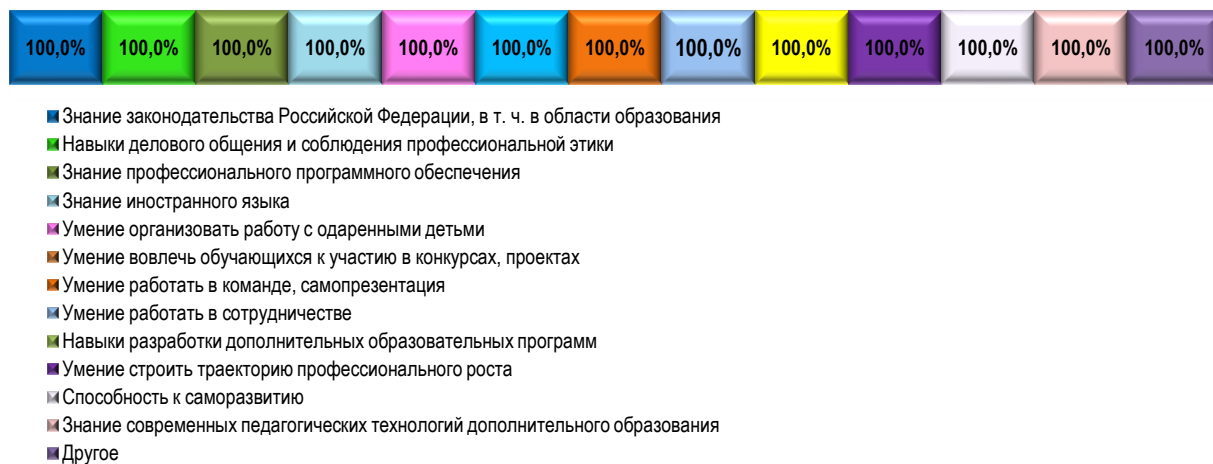 100,0% 100,0% 100,0% 100,0% 100,0% 100,0% 100,0% 100,0% 100,0% 100,0% 100,0% 100,0% 100,0%
Знание законодательства Российской Федерации, в т. ч. в области образования
Навыки делового общения и соблюдения профессиональной этики
Знание профессионального программного обеспечения
Знание иностранного языка
Умение организовать работу с одаренными детьми
Умение вовлечь обучающихся к участию в конкурсах, проектах
Умение работать в команде, самопрезентация
Умение работать в сотрудничестве
Навыки разработки дополнительных образовательных программ
Умение строить траекторию профессионального роста
Способность к саморазвитию
Знание современных педагогических технологий дополнительного образования
Другое